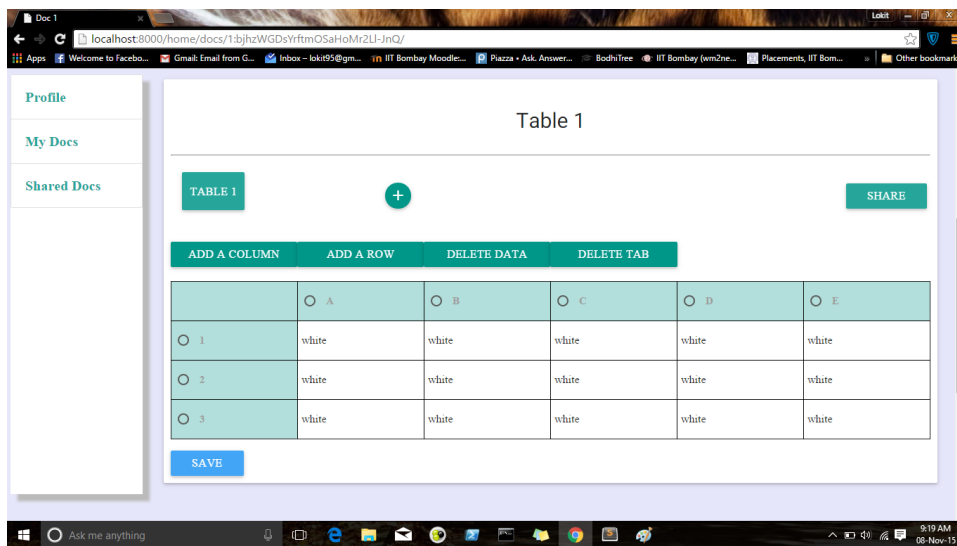 Doc 1
Lokit
localhost:8000/home/docs/1:bjhzWGDsYrftmOSaHoMr2Ll-JnQ/
Apps Welcome to Facebo... Gmail: Email from G... Inbox – lokit95@gm... IIT Bombay Moodle:... Piazza • Ask. Answer... BodhiTree IIT Bombay (wm2ne... Placements, IIT Bom... » Other bookmark
Profile
My Docs
Shared Docs
Table 1
TABLE 1 + SHARE
ADD A COLUMN ADD A ROW DELETE DATA DELETE TAB
A B C D E
1 white white white white white
2 white white white white white
3 white white white white white
SAVE
Ask me anything
9:19 AM
08-Nov-15